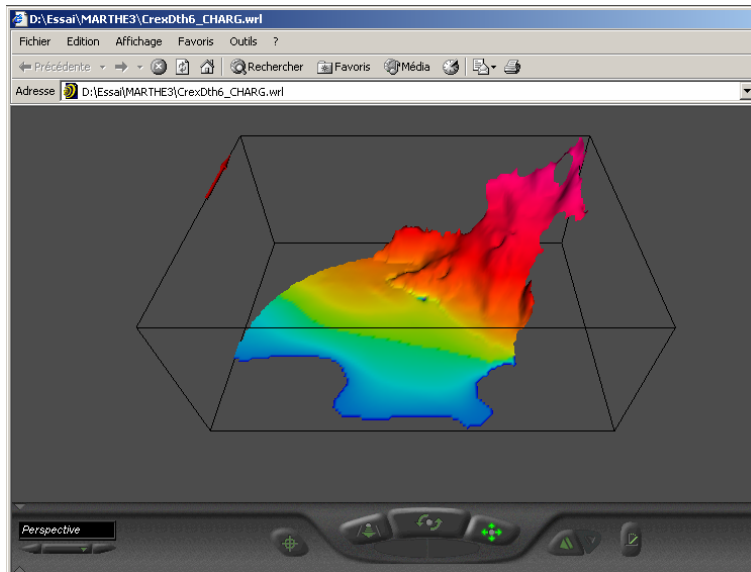 D:\Essai\MARTHE3\CrexDth6_CHARG.wrl
Fichier Edition Affichage Favoris Outils ?
Précédente Rechercher Favoris Média
Adresse D:\Essai\MARTHE3\CrexDth6_CHARG.wrl
Perspective